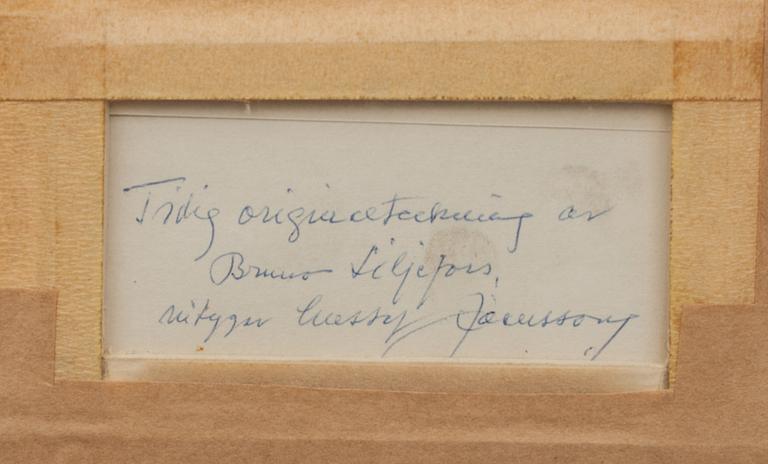 Tidig originalteckning av
Bruno Liljefors,
intygar